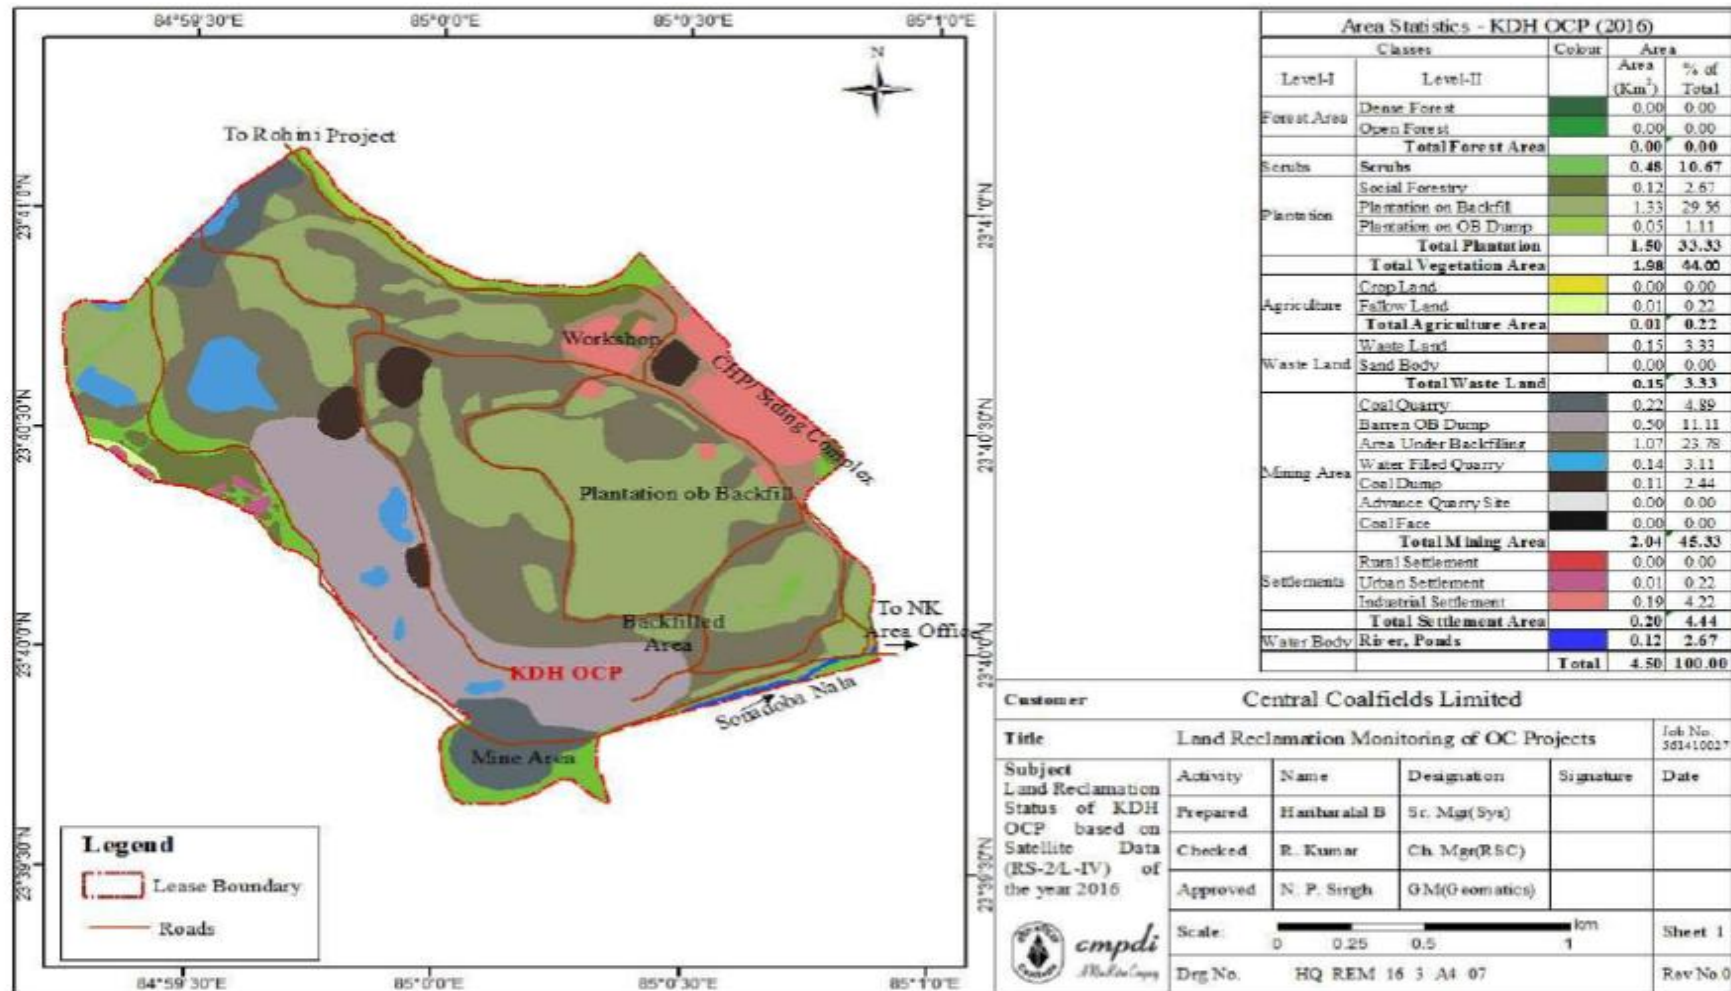 84°59'30"E 85°0'0"E 85°0'30"E 85°1'0"E
N
To Rohini Project
23°41'0"N
23°41'0"N
Workshop
CHP/ Siding Complex
23°40'30"N
23°40'30"N
Plantation ob Backfill
To NK
Area Office
Backfilled
Area
23°40'0"N
23°40'0"N
KDH OCP
Sonadoba Nala
Mine Area
23°39'30"N
23°39'30"N
Legend
Lease Boundary
Roads
84°59'30"E 85°0'0"E 85°0'30"E 85°1'0"E
Area Statistics - KDH OCP (2016)
Classes Colour Area
Level-I Level-II Area (Km²) % of Total
Forest Area Dense Forest 0.00 0.00
Open Forest 0.00 0.00
Total Forest Area 0.00 0.00
Scrubs Scrubs 0.48 10.67
Plantation Social Forestry 0.12 2.67
Plantation on Backfill 1.33 29.56
Plantation on OB Dump 0.05 1.11
Total Plantation 1.50 33.33
Total Vegetation Area 1.98 44.00
Agriculture Crop Land 0.00 0.00
Fallow Land 0.01 0.22
Total Agriculture Area 0.01 0.22
Waste Land Waste Land 0.15 3.33
Sand Body 0.00 0.00
Total Waste Land 0.15 3.33
Mining Area Coal Quarry 0.22 4.89
Barren OB Dump 0.50 11.11
Area Under Backfilling 1.07 23.78
Water Filled Quarry 0.14 3.11
Coal Dump 0.11 2.44
Advance Quarry Site 0.00 0.00
Coal Face 0.00 0.00
Total Mining Area 2.04 45.33
Settlements Rural Settlement 0.00 0.00
Urban Settlement 0.01 0.22
Industrial Settlement 0.19 4.22
Total Settlement Area 0.20 4.44
Water Body River, Ponds 0.12 2.67
Total 4.50 100.00
Customer Central Coalfields Limited
Title Land Reclamation Monitoring of OC Projects Job No. 561410027
Subject
Land Reclamation
Status of KDH
OCP based on
Satellite Data
(RS-2/L-IV) of
the year 2016
Activity Name Designation Signature Date
Prepared Hariharalal B Sr. Mgr(Sys)
Checked R. Kumar Ch. Mgr(RSC)
Approved N. P. Singh GM(Geomatics)
cmpdi
A Mini Ratna Company
Scale: km
0 0.25 0.5 1
Sheet 1
Drg No. HQ REM 16 3 A4 07 Rev No.0